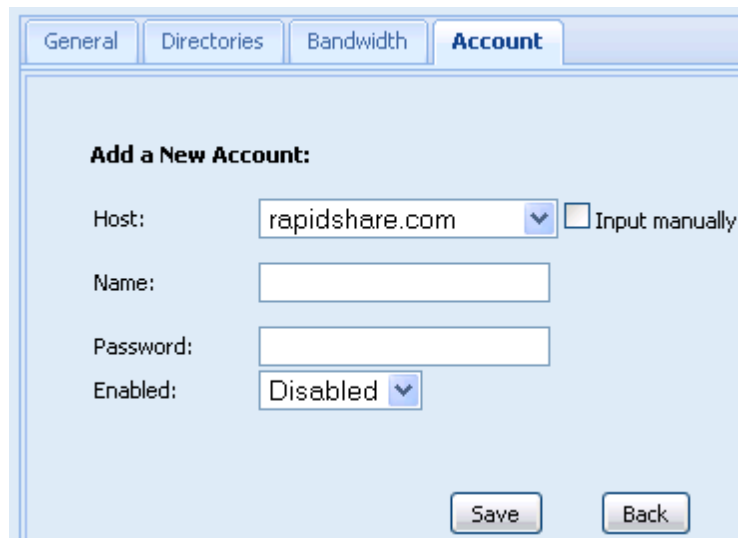 General Directories Bandwidth Account
Add a New Account:
Host: rapidshare.com Input manually
Name:
Password:
Enabled: Disabled
Save Back